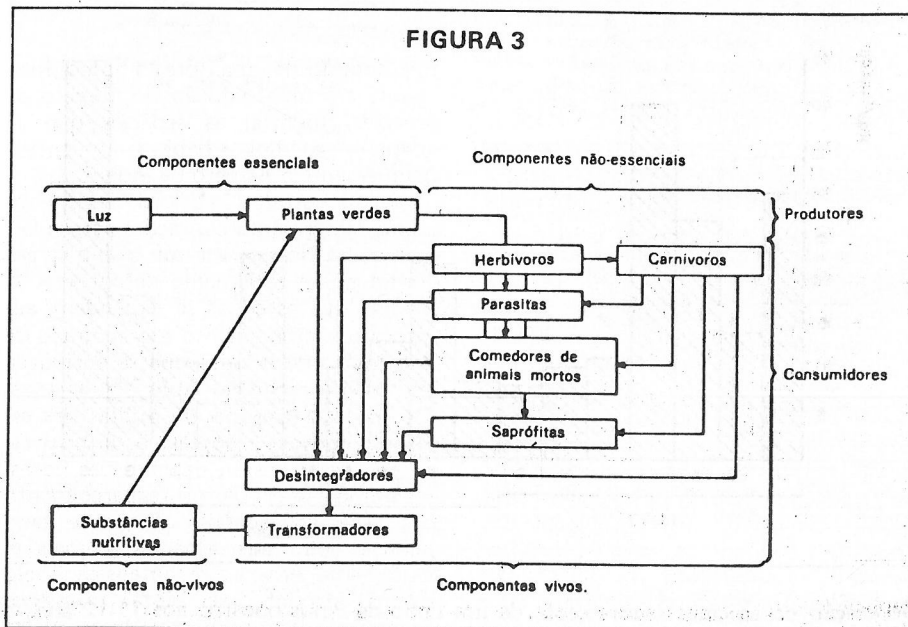 FIGURA 3
Componentes essenciais
Componentes não-essenciais
Luz
Plantas verdes
Produtores
Herbívoros
Carnívoros
Parasitas
Comedores de
animais mortos
Consumidores
Saprófitas
Desintegradores
Substâncias
nutritivas
Transformadores
Componentes não-vivos
Componentes vivos.